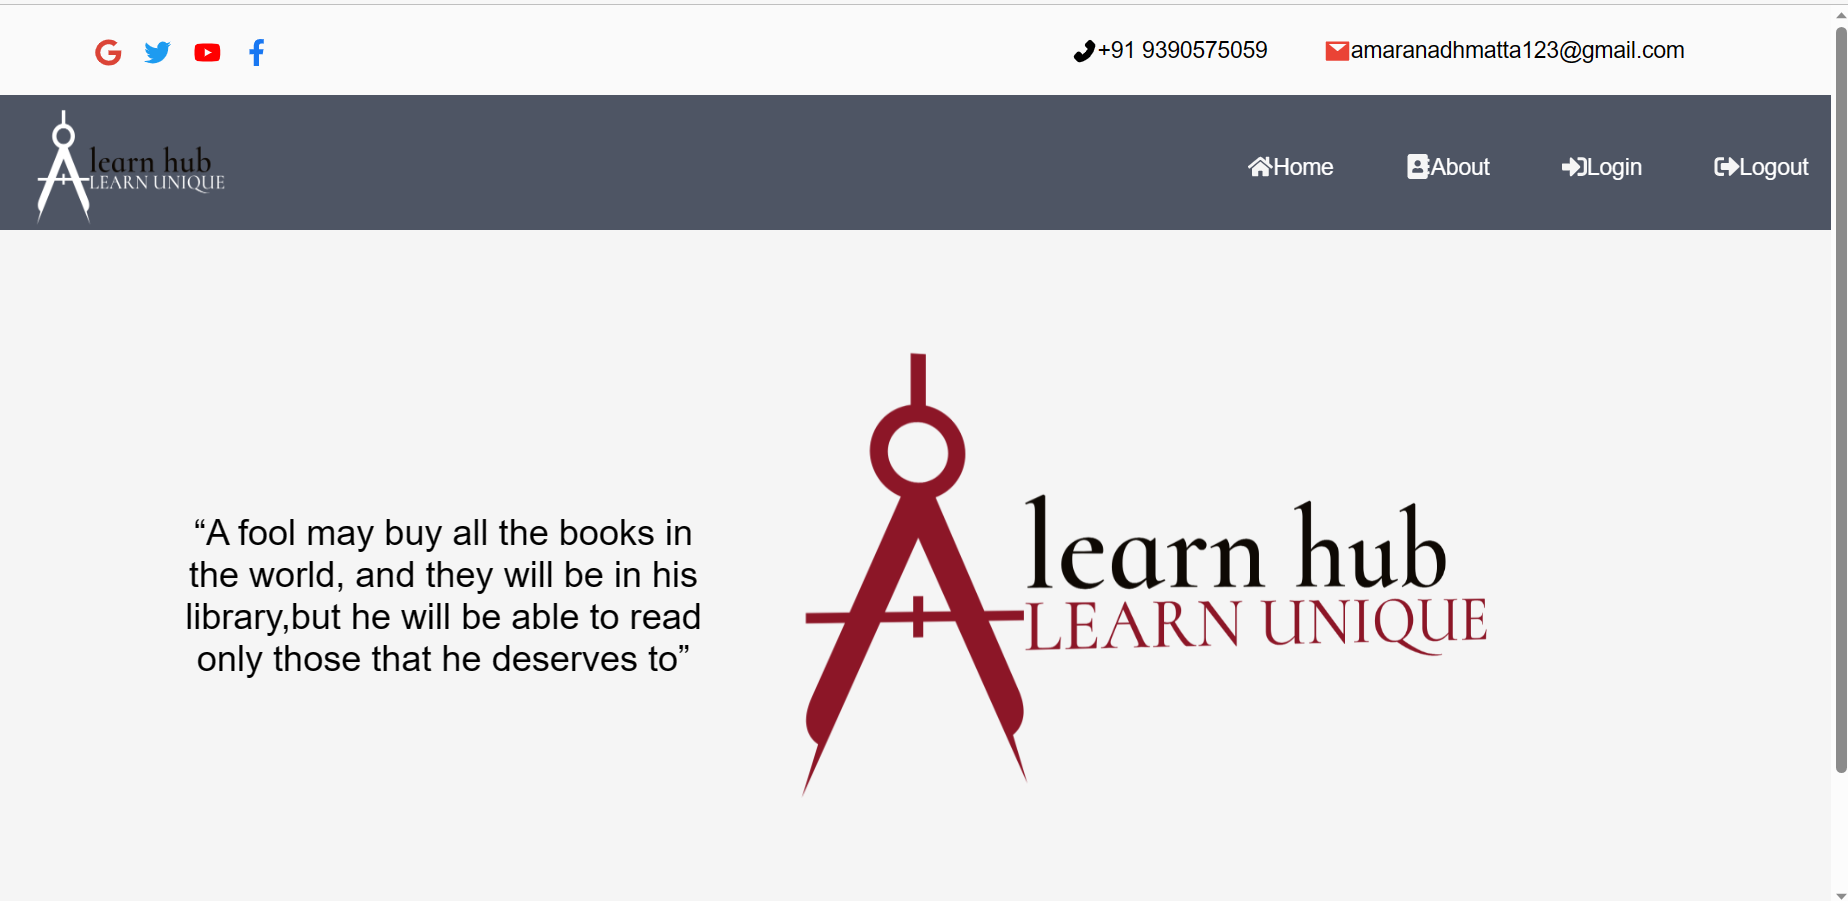 +91 9390575059 amaranadhmatta123@gmail.com
learn hub
LEARN UNIQUE
Home About Login Logout
“A fool may buy all the books in
the world, and they will be in his
library,but he will be able to read
only those that he deserves to”
learn hub
LEARN UNIQUE